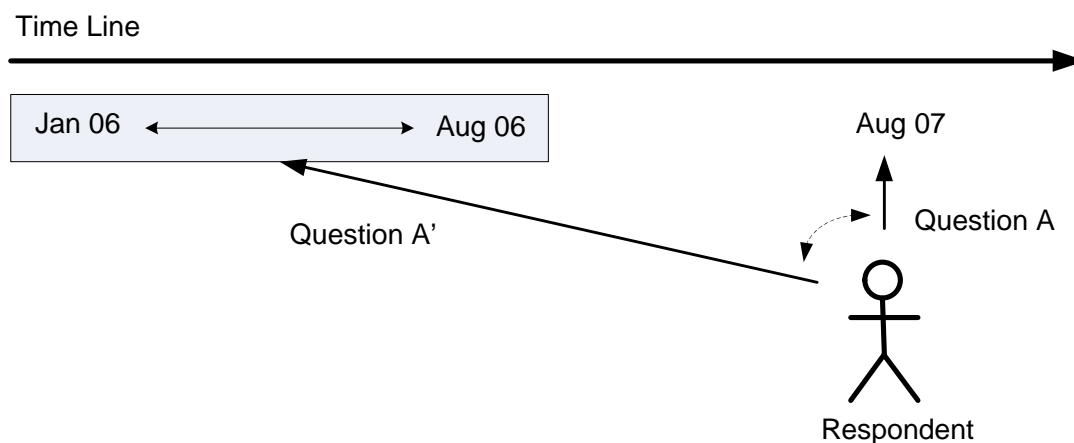 Time Line
Jan 06
Aug 06
Aug 07
Question A’
Question A
Respondent